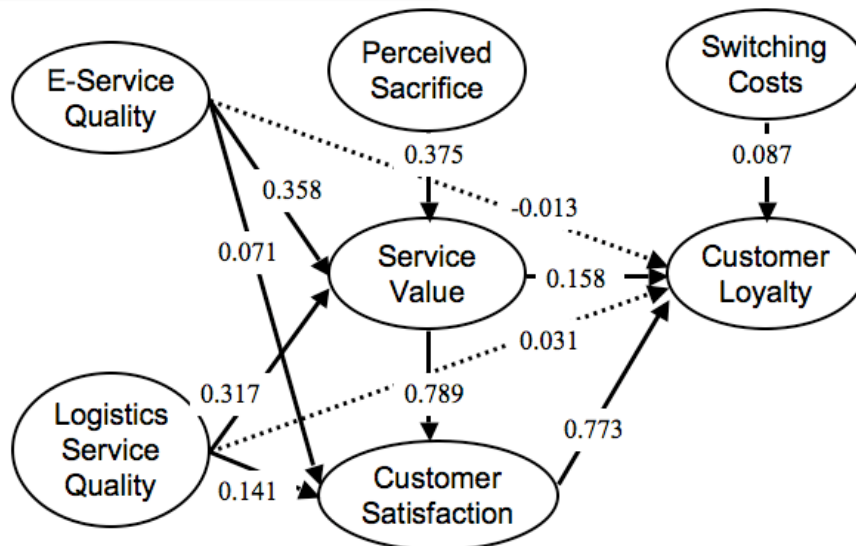 E-Service
Quality
Perceived
Sacrifice
Switching
Costs
0.375
0.087
0.358
-0.013
0.071
Service
Value
0.158
Customer
Loyalty
0.031
0.317
0.789
Logistics
Service
Quality
0.773
0.141
Customer
Satisfaction